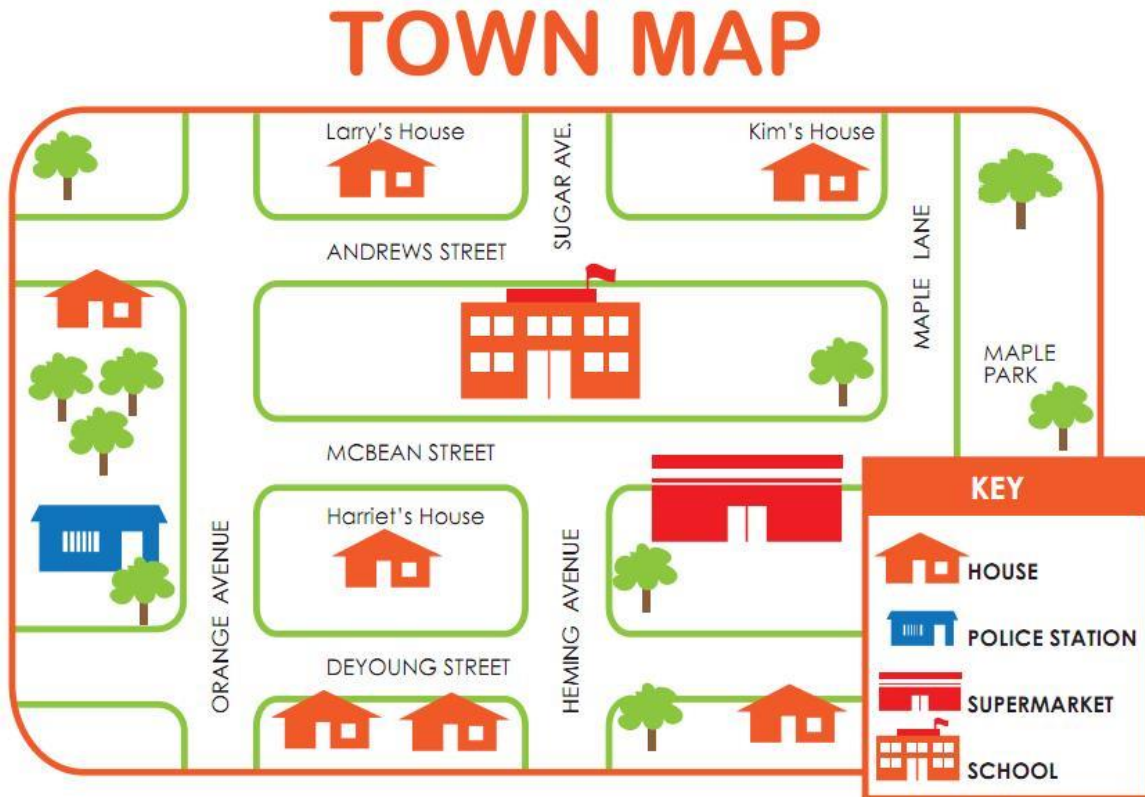 TOWN MAP
Larry's House
SUGAR AVE.
Kim's House
ANDREWS STREET
MAPLE LANE
MAPLE
PARK
MCBEAN STREET
Harriet's House
ORANGE AVENUE
HEMING AVENUE
DEYOUNG STREET
KEY
HOUSE
POLICE STATION
SUPERMARKET
SCHOOL